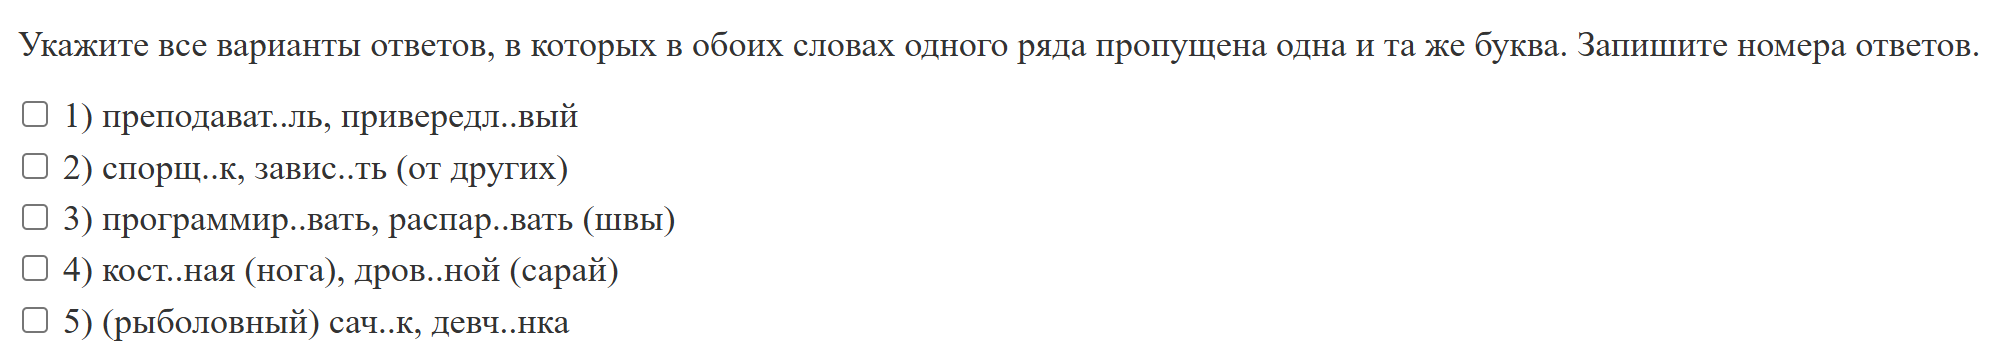 Укажите все варианты ответов, в которых в обоих словах одного ряда пропущена одна и та же буква. Запишите номера ответов.
1) преподават..ль, привередл..вый
2) спорщ..к, завис..ть (от других)
3) программир..вать, распар..вать (швы)
4) кост..ная (нога), дров..ной (сарай)
5) (рыболовный) сач..к, девч..нка